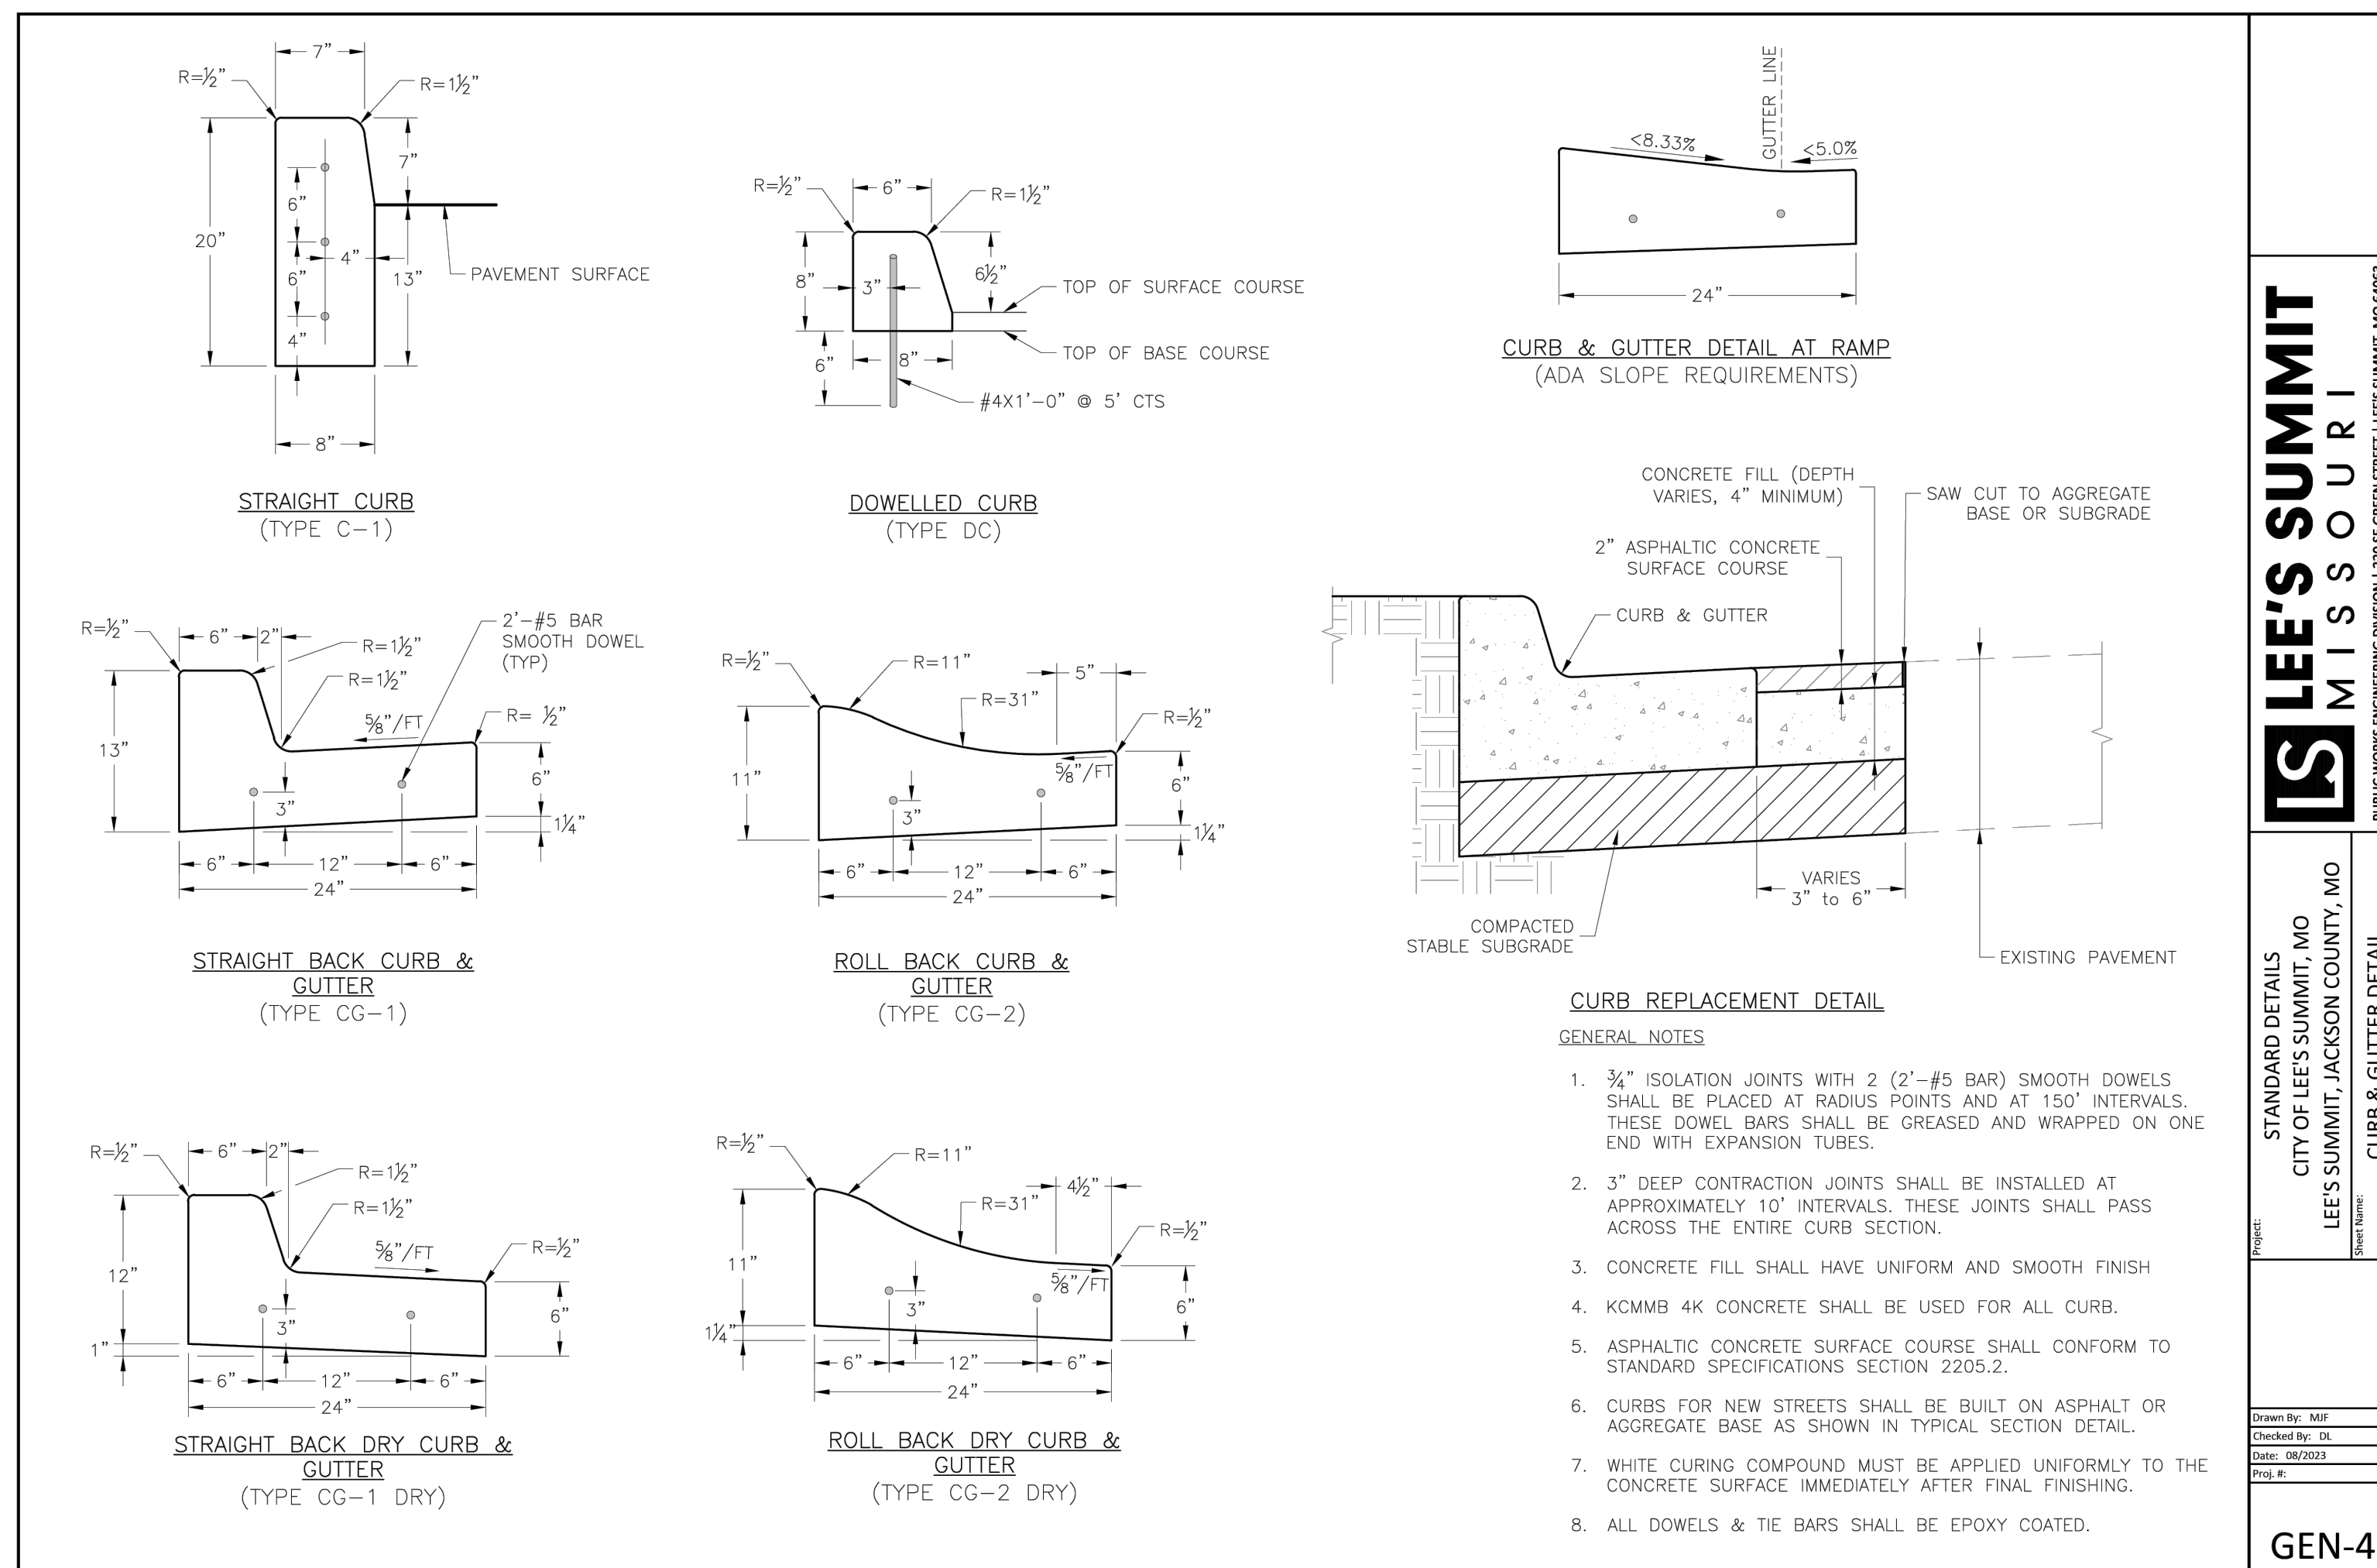 7”
R=½”
R=1½”
7”
6”
20”
4”
6”
13”
PAVEMENT SURFACE
4”
8”
STRAIGHT CURB
(TYPE C-1)
R=½”
6”
R=1½”
8”
3”
6½”
TOP OF SURFACE COURSE
TOP OF BASE COURSE
6”
8”
#4X1’-0” @ 5’ CTS
DOWELLED CURB
(TYPE DC)
GUTTER LINE
<8.33%
<5.0%
24”
CURB & GUTTER DETAIL AT RAMP
(ADA SLOPE REQUIREMENTS)
R=½”
6”
2”
R=1½”
R=1½”
2’-#5 BAR
SMOOTH DOWEL
(TYP)
⅝”/FT
R= ½”
13”
3”
6”
1¼”
6”
12”
6”
24”
STRAIGHT BACK CURB &
GUTTER
(TYPE CG-1)
R=½”
R=11”
5”
R=31”
R=½”
⅝”/FT
11”
3”
6”
1¼”
6”
12”
6”
24”
ROLL BACK CURB &
GUTTER
(TYPE CG-2)
CONCRETE FILL (DEPTH
VARIES, 4” MINIMUM)
SAW CUT TO AGGREGATE
BASE OR SUBGRADE
2” ASPHALTIC CONCRETE
SURFACE COURSE
CURB & GUTTER
VARIES
3” to 6”
COMPACTED
STABLE SUBGRADE
EXISTING PAVEMENT
CURB REPLACEMENT DETAIL
R=½”
6”
2”
R=1½”
R=1½”
⅝”/FT
R=½”
12”
3”
6”
1”
6”
12”
6”
24”
STRAIGHT BACK DRY CURB &
GUTTER
(TYPE CG-1 DRY)
R=½”
R=11”
4½”
R=31”
R=½”
⅝”/FT
11”
3”
6”
1¼”
6”
12”
6”
24”
ROLL BACK DRY CURB &
GUTTER
(TYPE CG-2 DRY)
GENERAL NOTES
1. ¾” ISOLATION JOINTS WITH 2 (2’-#5 BAR) SMOOTH DOWELS
SHALL BE PLACED AT RADIUS POINTS AND AT 150’ INTERVALS.
THESE DOWEL BARS SHALL BE GREASED AND WRAPPED ON ONE
END WITH EXPANSION TUBES.
2. 3” DEEP CONTRACTION JOINTS SHALL BE INSTALLED AT
APPROXIMATELY 10’ INTERVALS. THESE JOINTS SHALL PASS
ACROSS THE ENTIRE CURB SECTION.
3. CONCRETE FILL SHALL HAVE UNIFORM AND SMOOTH FINISH
4. KCMMB 4K CONCRETE SHALL BE USED FOR ALL CURB.
5. ASPHALTIC CONCRETE SURFACE COURSE SHALL CONFORM TO
STANDARD SPECIFICATIONS SECTION 2205.2.
6. CURBS FOR NEW STREETS SHALL BE BUILT ON ASPHALT OR
AGGREGATE BASE AS SHOWN IN TYPICAL SECTION DETAIL.
7. WHITE CURING COMPOUND MUST BE APPLIED UNIFORMLY TO THE
CONCRETE SURFACE IMMEDIATELY AFTER FINAL FINISHING.
8. ALL DOWELS & TIE BARS SHALL BE EPOXY COATED.
LS LEE'S SUMMIT
MISSOURI
Project:
STANDARD DETAILS
CITY OF LEE'S SUMMIT, MO
LEE'S SUMMIT, JACKSON COUNTY, MO
Sheet Name:
CURB & GUTTER DETAIL
Drawn By: MJF
Checked By: DL
Date: 08/2023
Proj. #:
GEN-4